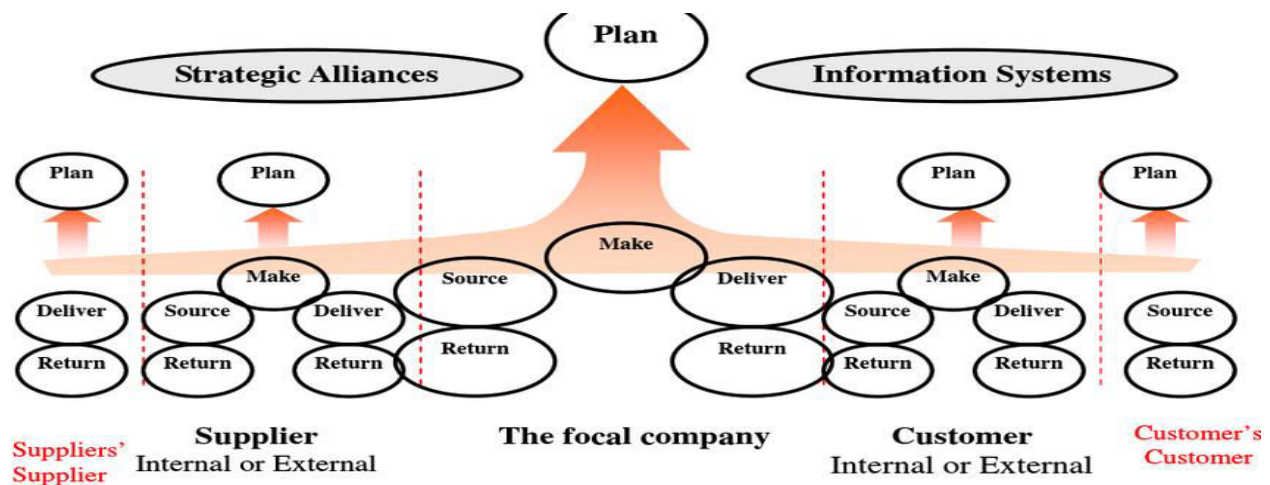 Plan
Strategic Alliances
Information Systems
Plan
Plan
Plan
Plan
Make
Make
Source
Deliver
Make
Deliver
Source
Deliver
Source
Deliver
Source
Return
Return
Return
Return
Return
Return
Return
Return
Suppliers'
Supplier
Supplier
Internal or External
The focal company
Customer
Internal or External
Customer's
Customer